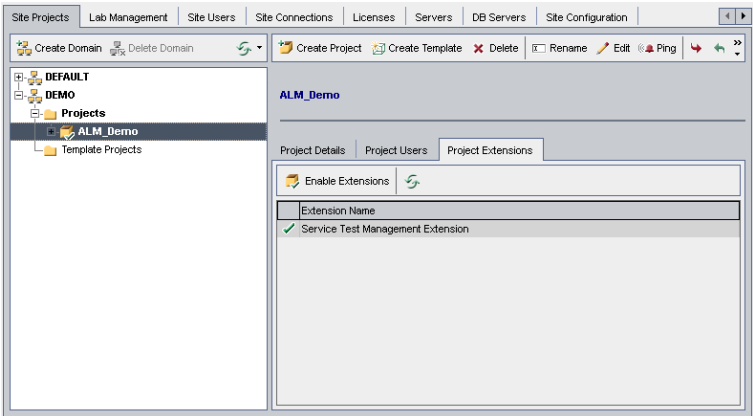 Site Projects Lab Management Site Users Site Connections Licenses Servers DB Servers Site Configuration
Create Domain Delete Domain
Create Project Create Template Delete Rename Edit Ping
DEFAULT
DEMO
Projects
ALM_Demo
Template Projects
ALM_Demo
Project Details Project Users Project Extensions
Enable Extensions
Extension Name
Service Test Management Extension